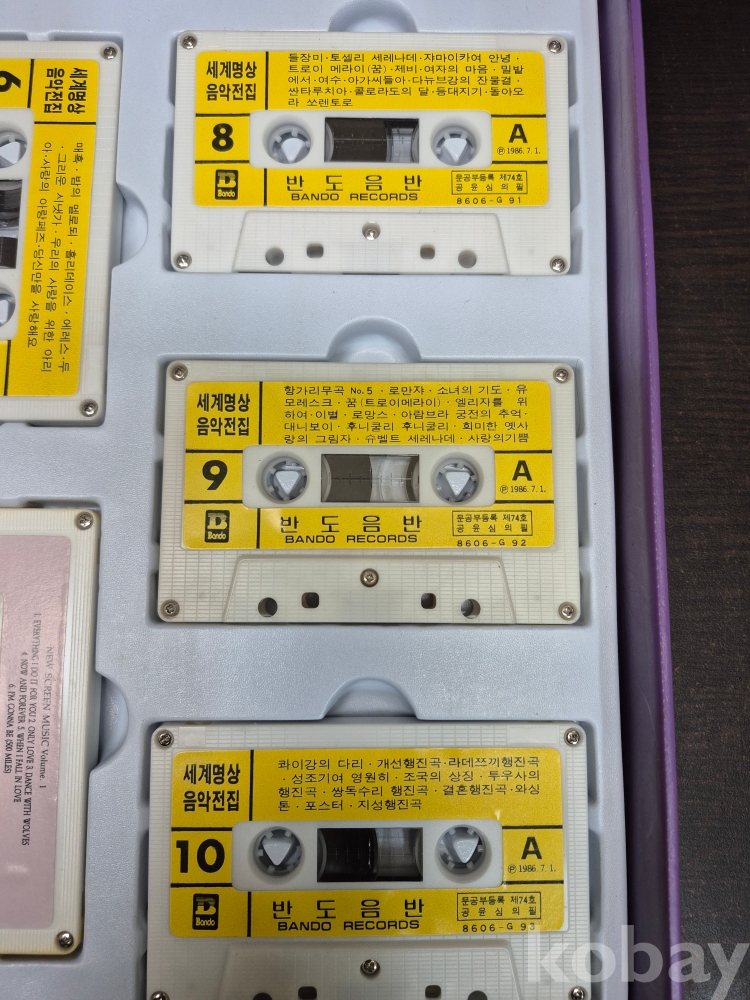 세계명상
음악전집
6
매혹·밤의 멜로디·홀리데이스·에레스·두
·그리운 시냇가·우리의 사랑을 위한 아리
아·사랑의 아랑페즈·당신만을 사랑해요
세계명상
음악전집
들장미·토셀리 세레나데·자마이카여 안녕·
트로이 메라이(꿈)·제비·여자의 마음·밀밭
에서·여수·아가씨들아·다뉴브강의 잔물결·
싼타루치아·콜로라도의 달·등대지기·돌아오
라 쏘렌토로
8
A
Ⓟ 1986.7.1.
B
Bando
반도음반
BANDO RECORDS
문공부등록 제74호
공윤심의필
8606-G 91
세계명상
음악전집
항가리무곡 No.5·로만쟈·소녀의 기도·유
모레스크·꿈(트로이메라이)·엘리자를 위
하여·이별·로망스·아람브라 궁전의 추억·
대니보이·후니쿨리 후니쿨리·희미한 옛사
랑의 그림자·슈벨트 세레나데·사랑의기쁨
9
A
Ⓟ 1986.7.1.
B
Bando
반도음반
BANDO RECORDS
문공부등록 제74호
공윤심의필
8606-G 92
NEW SCREEN MUSIC Volume. 1
1. EVERYTHING I DO IT FOR YOU 2. ONLY LOVE 3. DANCE WITH WOLVES
4. NOW AND FOREVER 5. WHEN I FALL IN LOVE
6. I'M GONNA BE (500 MILES)
세계명상
음악전집
콰이강의 다리·개선행진곡·라데쯔끼행진곡
·성조기여 영원히·조국의 상징·투우사의
행진곡·쌍독수리 행진곡·결혼행진곡·와싱
톤·포스터·지성행진곡
10
A
Ⓟ 1986.7.1.
B
Bando
반도음반
BANDO RECORDS
문공부등록 제74호
공윤심의필
8606-G 93
kobay